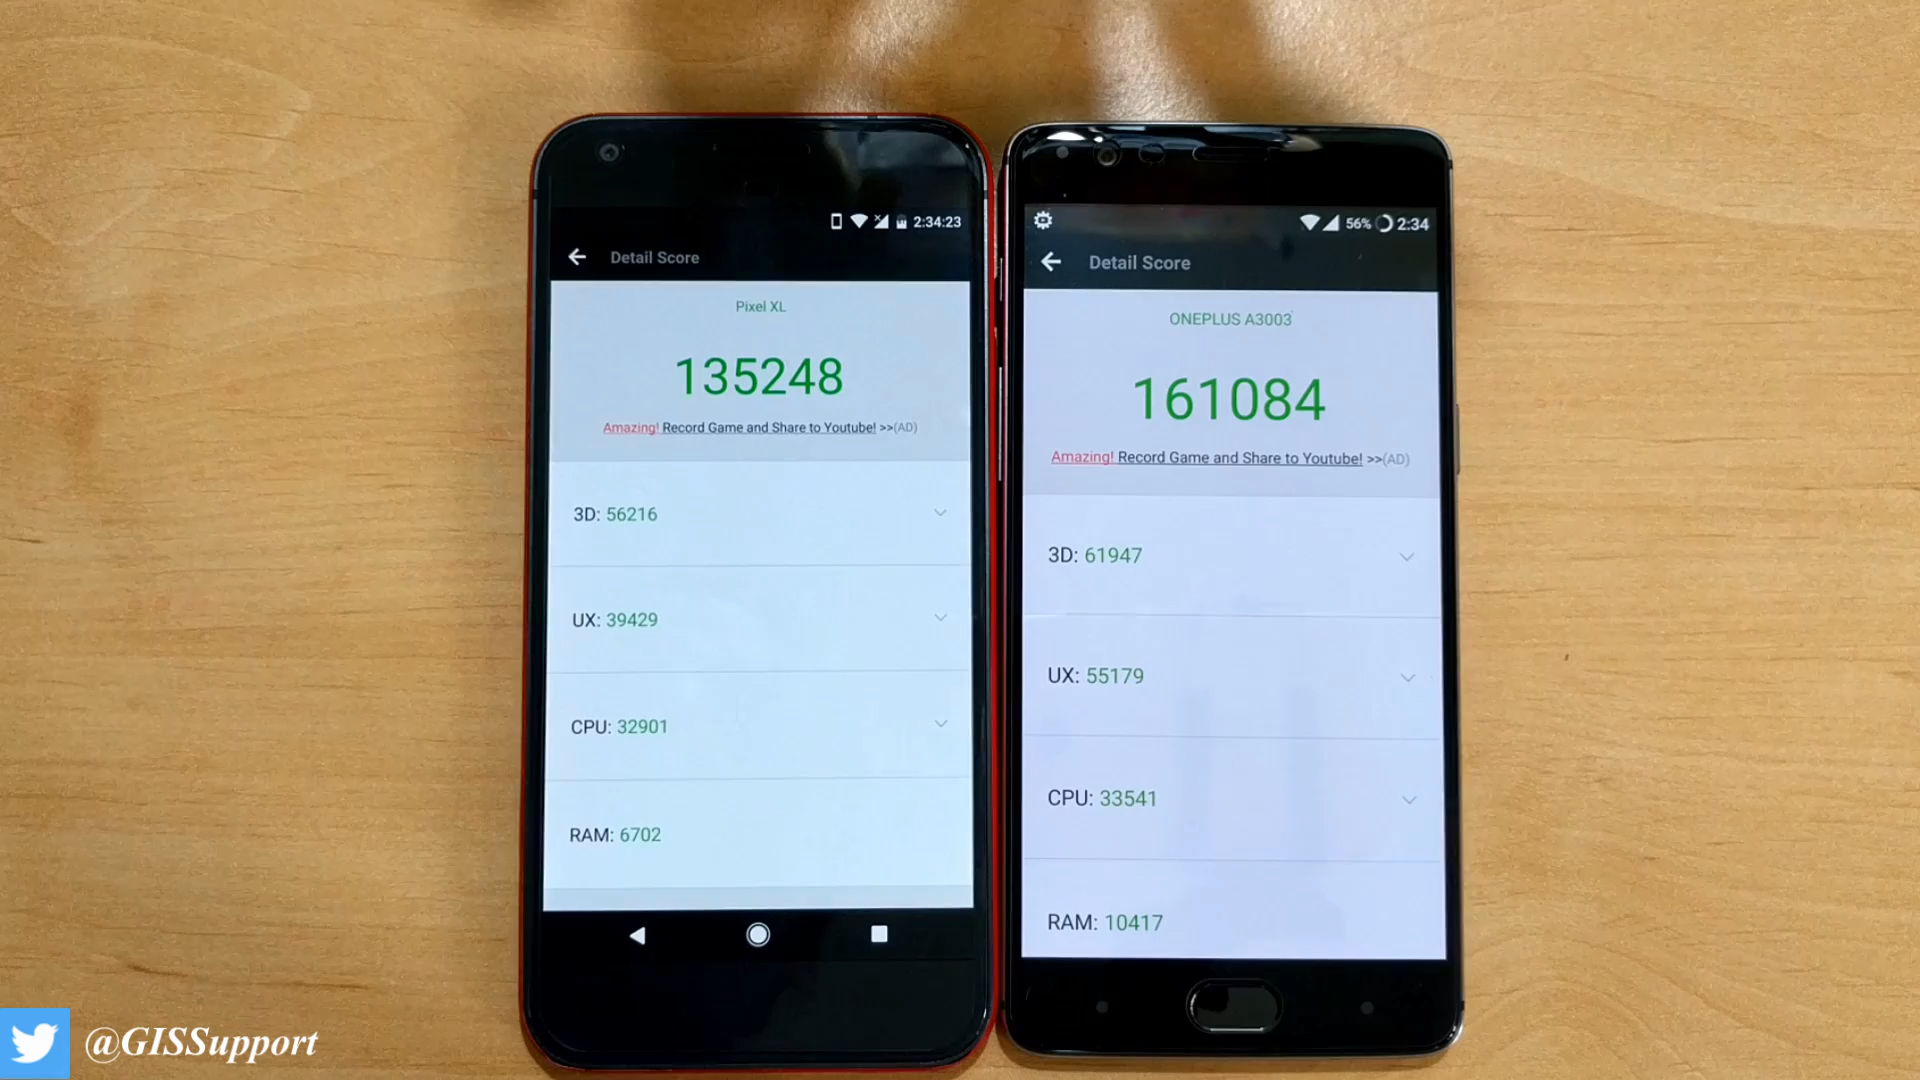 2:34:23
Detail Score
Pixel XL
135248
Amazing! Record Game and Share to Youtube! >>(AD)
3D: 56216
UX: 39429
CPU: 32901
RAM: 6702
56% 2:34
Detail Score
ONEPLUS A3003
161084
Amazing! Record Game and Share to Youtube! >>(AD)
3D: 61947
UX: 55179
CPU: 33541
RAM: 10417
@GISSupport